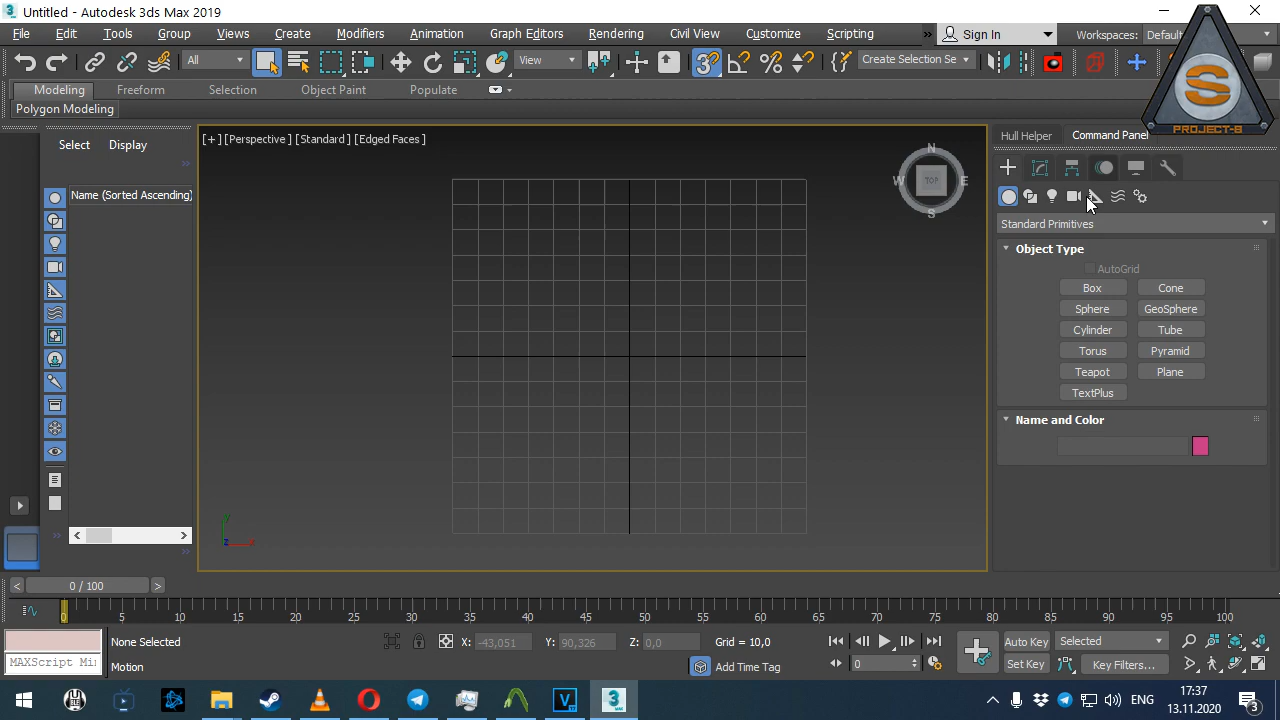 Untitled - Autodesk 3ds Max 2019
File Edit Tools Group Views Create Modifiers Animation Graph Editors Rendering Civil View Customize Scripting » Sign In Workspaces: Default
All View Create Selection Se
Modeling Freeform Selection Object Paint Populate
Polygon Modeling
PROJECT-S
Select Display
[+] [Perspective] [Standard] [Edged Faces]
Hull Helper Command Panel
N
W TOP E
S
Name (Sorted Ascending)
Standard Primitives
Object Type
AutoGrid
Box Cone
Sphere GeoSphere
Cylinder Tube
Torus Pyramid
Teapot Plane
TextPlus
Name and Color
y
z x
0 / 100
0 5 10 15 20 25 30 35 40 45 50 55 60 65 70 75 80 85 90 95 100
None Selected X: -43,051 Y: 90,326 Z: 0,0 Grid = 10,0 Auto Key Selected
MAXScript Mi Motion Add Time Tag 0 Set Key Key Filters...
ENG 17:37
13.11.2020 3